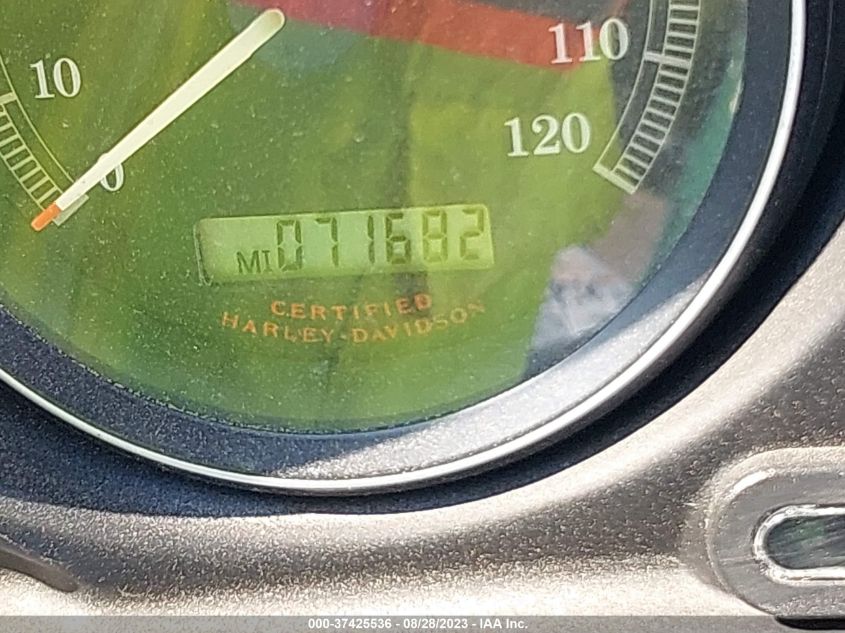 110
10
120
0
MI 071682
CERTIFIED
HARLEY-DAVIDSON
000-37425536 - 08/28/2023 - IAA Inc.